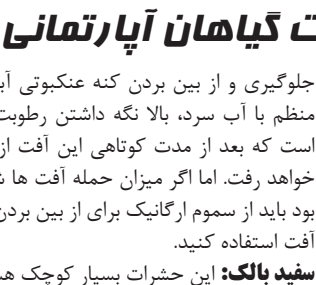 ت گیاهان آپارتمانی
جلوگیری و از بین بردن کنه عنکبوتی
منظم با آب سرد، بالا نگه داشتن رطوبت
است که بعد از مدت کوتاهی این آفت از
خواهد رفت. اما اگر میزان حمله آفت ها
بود باید از سموم ارگانیک برای از بین بردن
آفت استفاده کنید.
سفید بالک: این حشرات بسیار کوچک